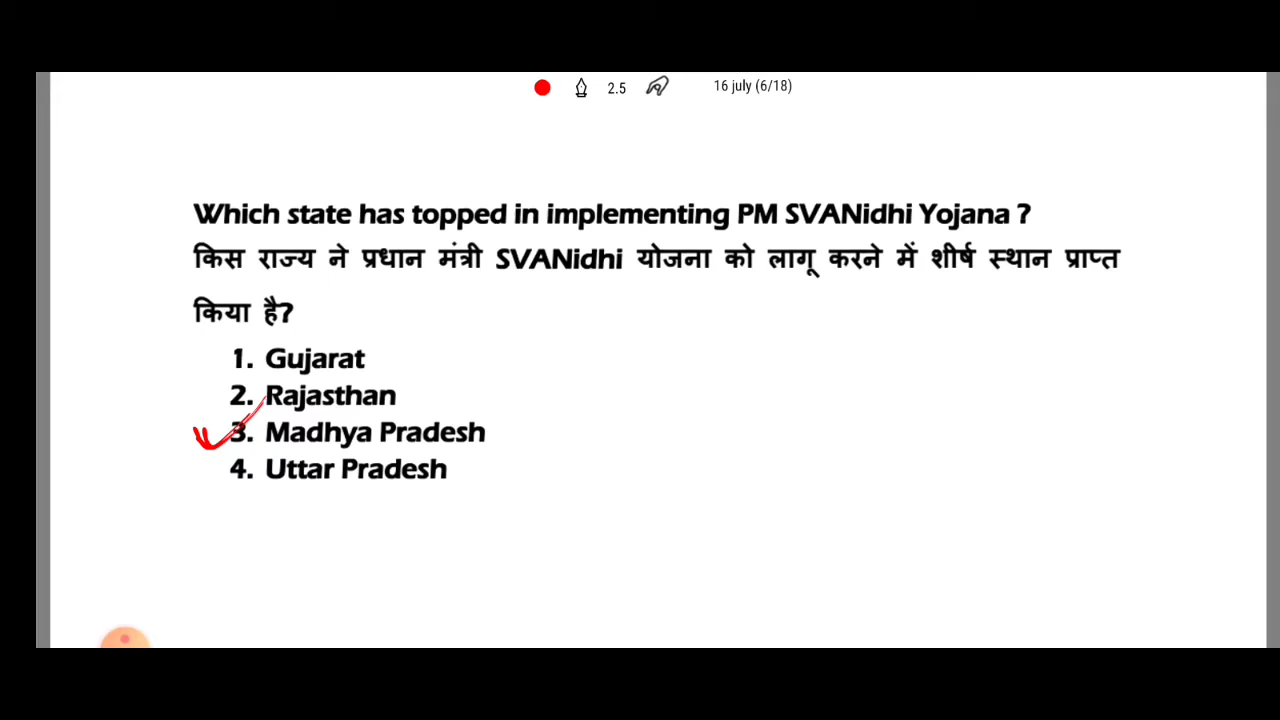 2.5 16 july (6/18)
Which state has topped in implementing PM SVANidhi Yojana ?
किस राज्य ने प्रधान मंत्री SVANidhi योजना को लागू करने में शीर्ष स्थान प्राप्त
किया है?
1. Gujarat
2. Rajasthan
3. Madhya Pradesh
4. Uttar Pradesh